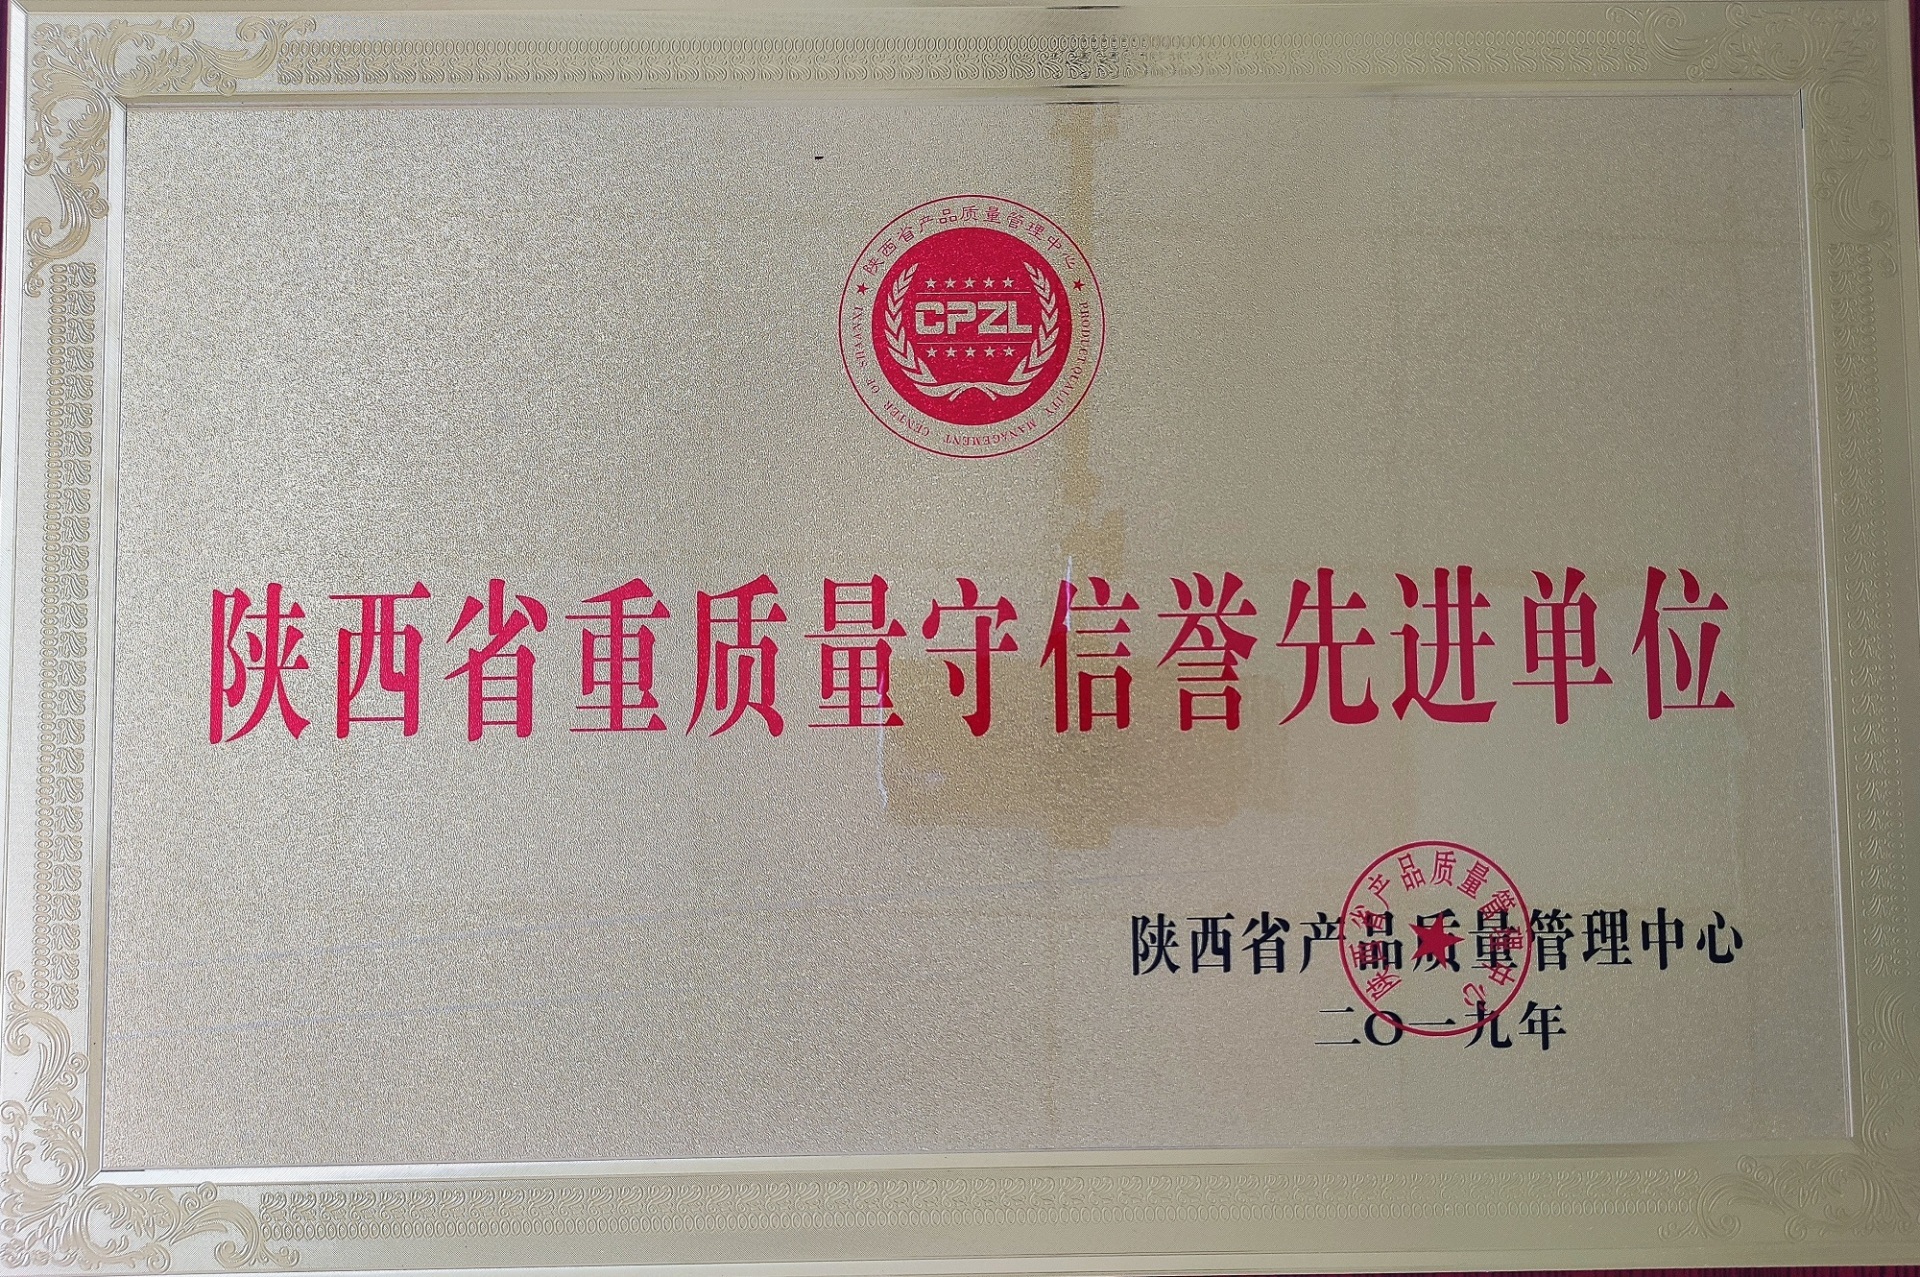 陕西省产品质量管理中心
CPZL
PRODUCT QUALITY MANAGEMENT CENTER OF SHAANXI
陕西省重质量守信誉先进单位
陕西省产品质量管理中心
陕西省产品质量管理中心
二〇一九年